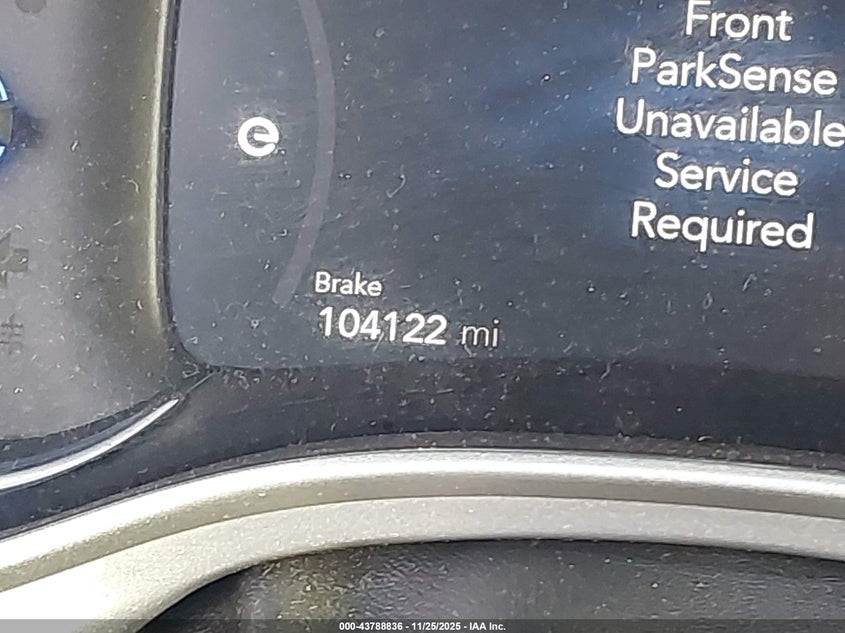 Front
ParkSense
Unavailable
Service
Required
e
Brake
104122 mi
000-43788836 - 11/25/2025 - IAA Inc.